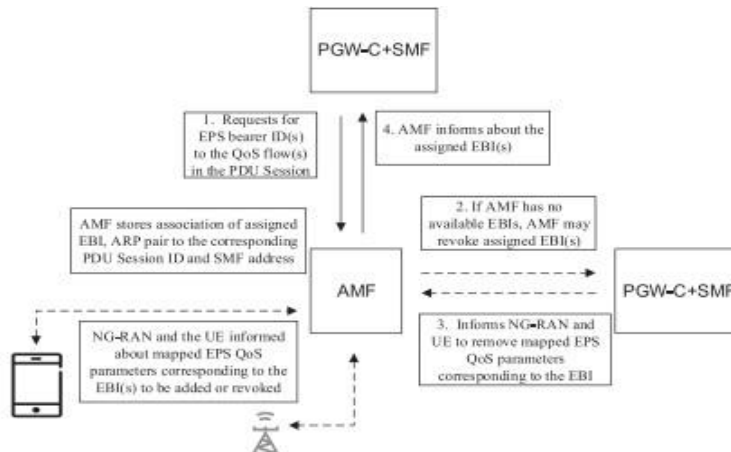 PGW-C+SMF
1. Requests for
EPS bearer ID(s)
to the QoS flow(s)
in the PDU Session
4. AMF informs about the
assigned EBI(s)
AMF stores association of assigned
EBI, ARP pair to the corresponding
PDU Session ID and SMF address
2. If AMF has no
available EBIs, AMF may
revoke assigned EBI(s)
AMF
PGW-C+SMF
NG-RAN and the UE informed
about mapped EPS QoS
parameters corresponding to the
EBI(s) to be added or revoked
3. Informs NG-RAN and
UE to remove mapped EPS
QoS parameters
corresponding to the EBI